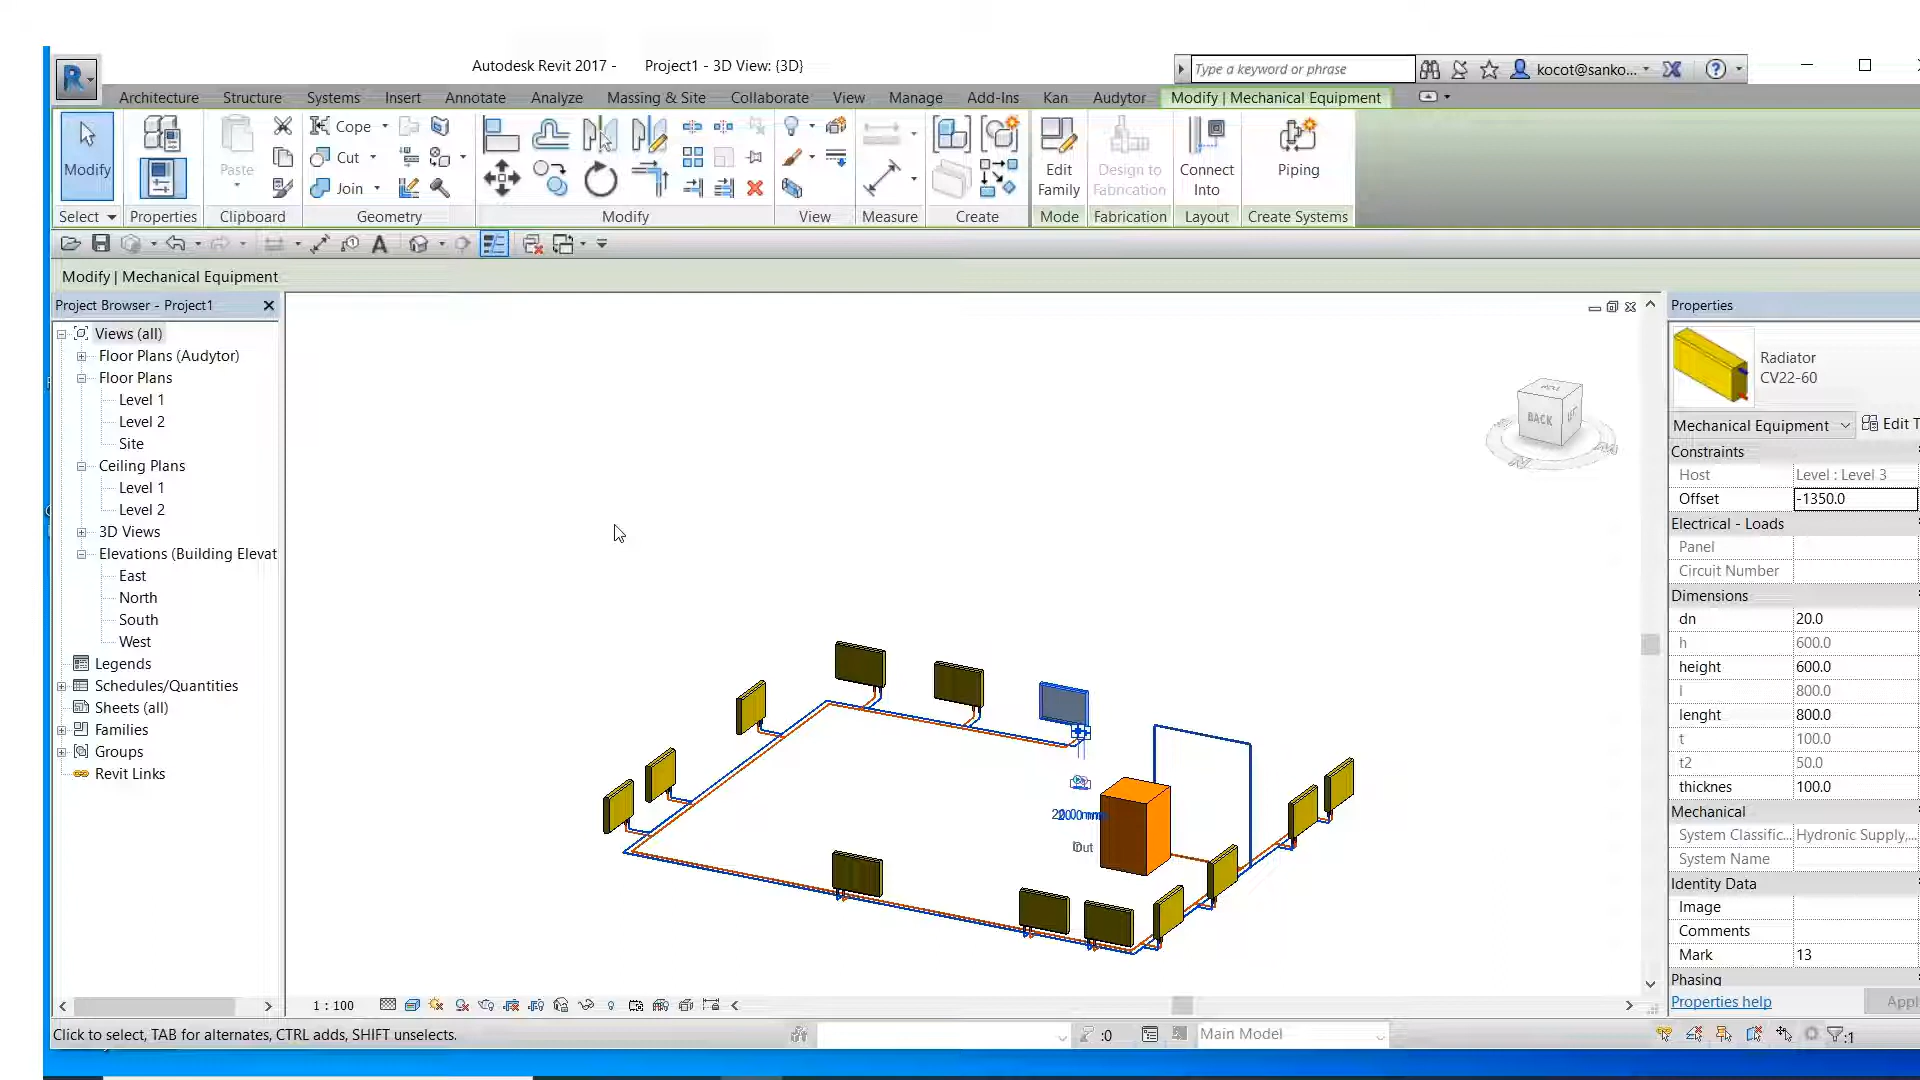 Autodesk Revit 2017 - Project1 - 3D View: {3D}
Type a keyword or phrase
kocot@sanko...
Architecture Structure Systems Insert Annotate Analyze Massing & Site Collaborate View Manage Add-Ins Kan Audytor Modify | Mechanical Equipment
Modify
Paste
Cope
Cut
Join
Edit Family
Design to Fabrication
Connect Into
Piping
Select Properties Clipboard Geometry Modify View Measure Create Mode Fabrication Layout Create Systems
Modify | Mechanical Equipment
Project Browser - Project1
Views (all)
Floor Plans (Audytor)
Floor Plans
Level 1
Level 2
Site
Ceiling Plans
Level 1
Level 2
3D Views
Elevations (Building Elevat
East
North
South
West
Legends
Schedules/Quantities
Sheets (all)
Families
Groups
Revit Links
BACK
Out
Properties
Radiator
CV22-60
Mechanical Equipment
Edit T
Constraints
Host Level : Level 3
Offset -1350.0
Electrical - Loads
Panel
Circuit Number
Dimensions
dn 20.0
h 600.0
height 600.0
l 800.0
lenght 800.0
t 100.0
t2 50.0
thicknes 100.0
Mechanical
System Classific... Hydronic Supply,...
System Name
Identity Data
Image
Comments
Mark 13
Phasing
Properties help
Appl
1 : 100
Click to select, TAB for alternates, CTRL adds, SHIFT unselects.
:0
Main Model
:1